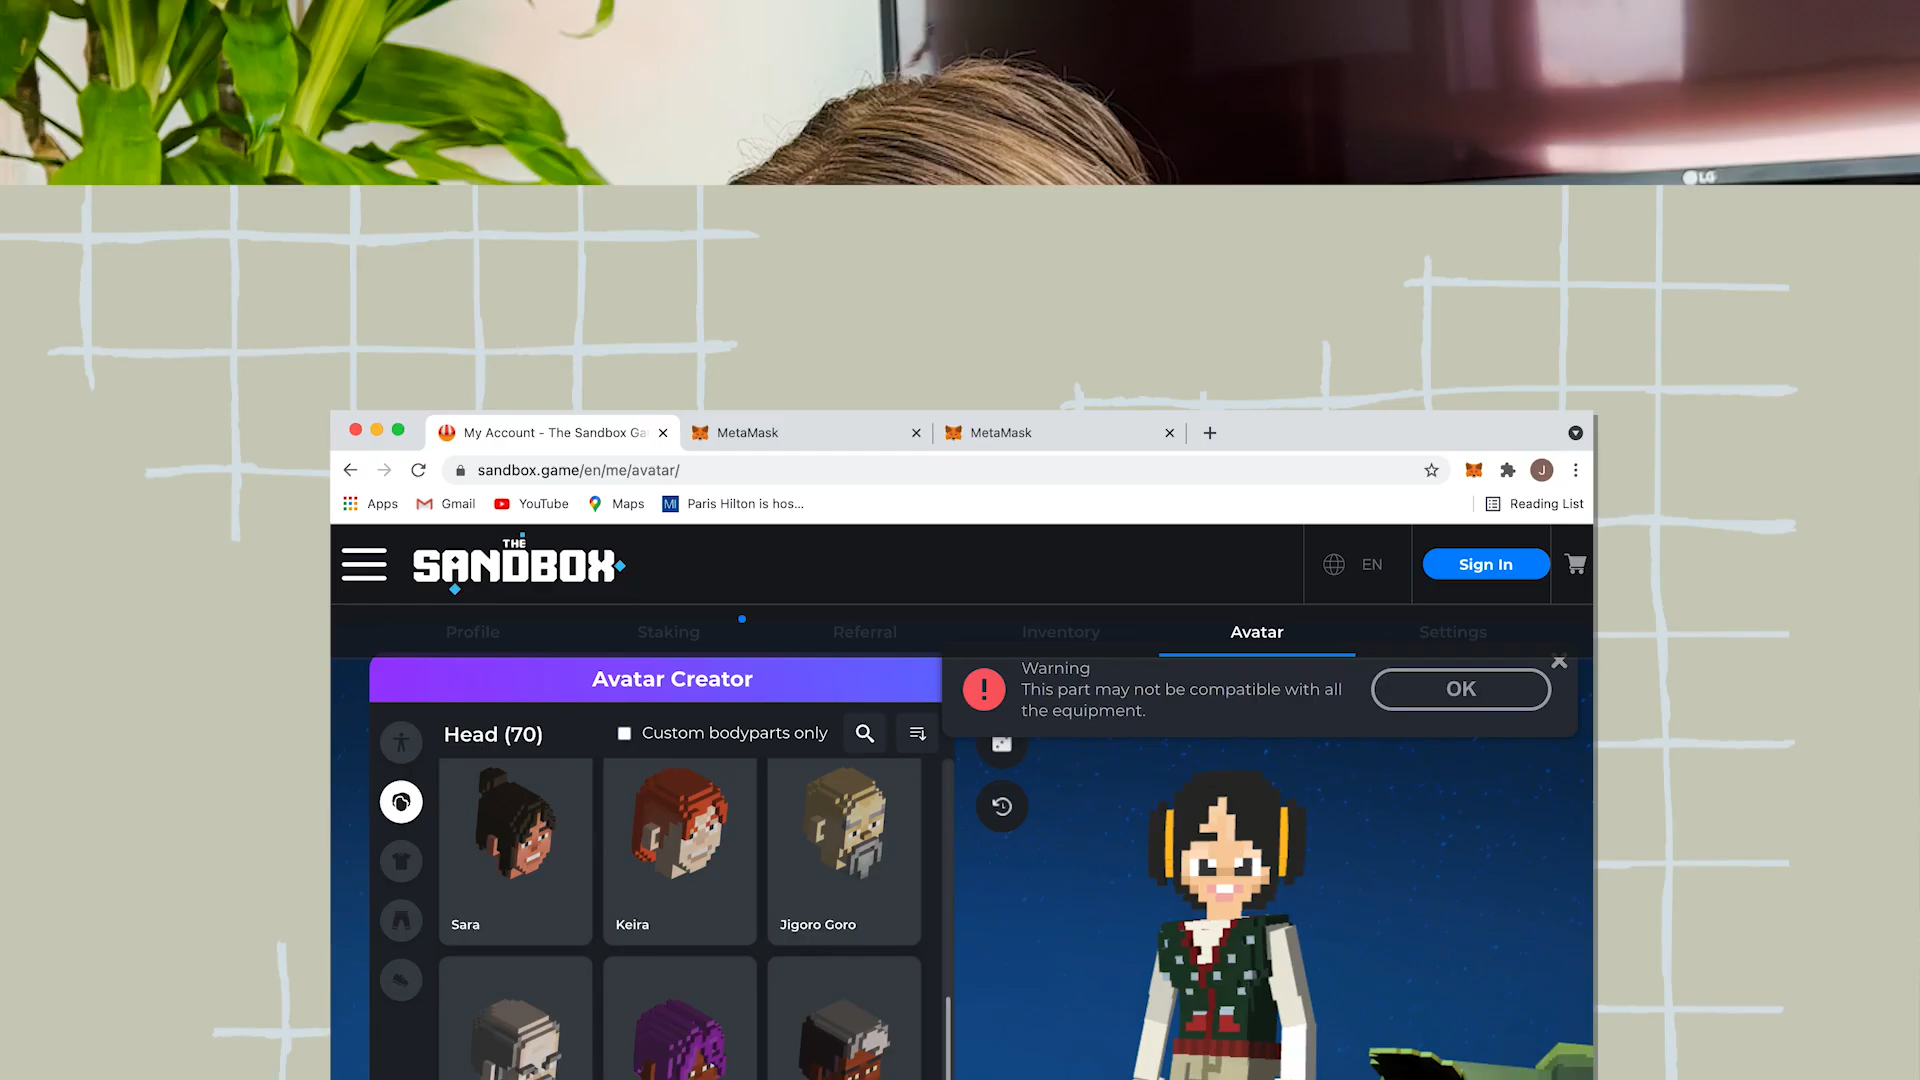 LG
My Account - The Sandbox Ga
MetaMask
MetaMask
sandbox.game/en/me/avatar/
J
Apps
Gmail
YouTube
Maps
MI
Paris Hilton is hos...
Reading List
THE
SANDBOX
EN
Sign In
Profile
Staking
Referral
Inventory
Avatar
Settings
Avatar Creator
Warning
This part may not be compatible with all
the equipment.
OK
Head (70)
Custom bodyparts only
Sara
Keira
Jigoro Goro